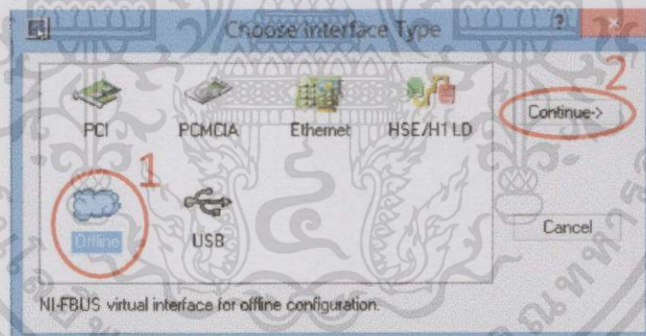 Choose Interface Type
?
2
PCI
PCMCIA
Ethernet
HSE/H1 LD
Continue->
1
Offline
USB
Cancel
NI-FBUS virtual interface for offline configuration.